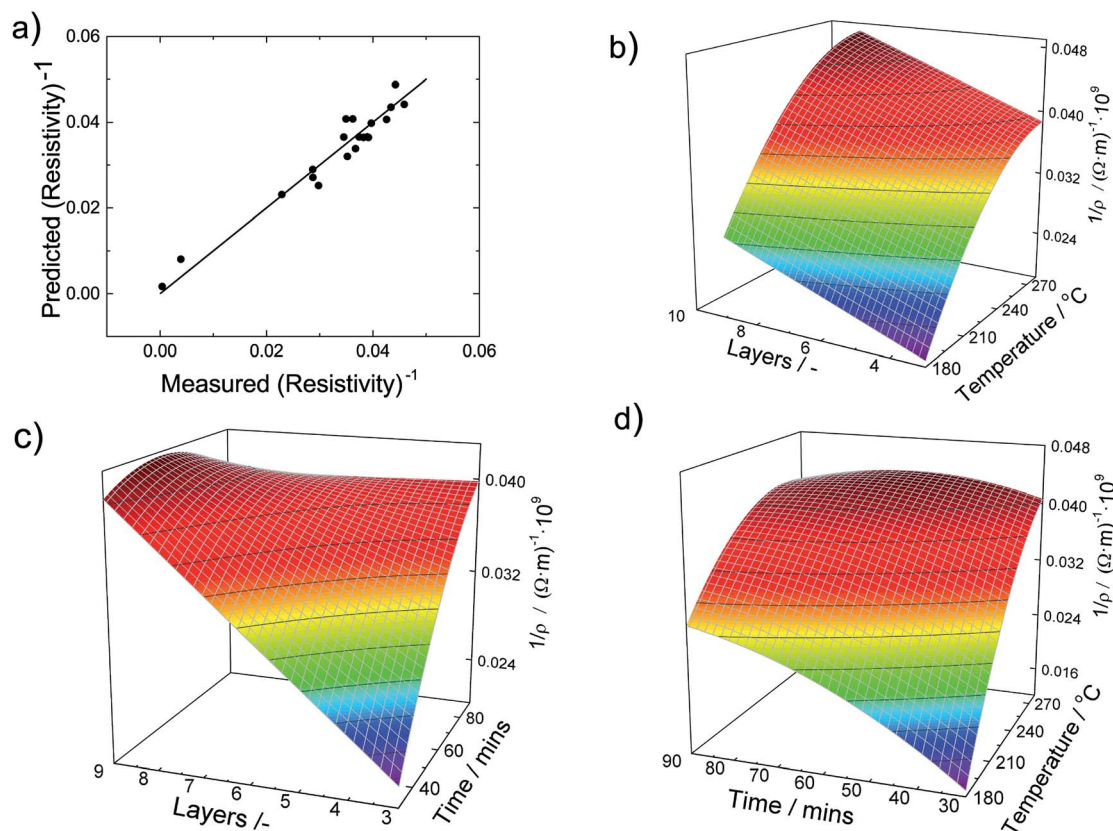 a)
0.06
0.04
0.02
0.00
0.00 0.02 0.04 0.06
Predicted (Resistivity)-1
Measured (Resistivity)-1
b)
0.048
0.040
0.032
0.024
1/ρ / (Ω·m)-1·109
10 8 6 4
Layers / -
180 210 240 270
Temperature / °C
c)
0.040
0.032
0.024
1/ρ / (Ω·m)-1·109
9 8 7 6 5 4 3
Layers /-
40 60 80
Time / mins
d)
0.048
0.040
0.032
0.024
0.016
1/ρ / (Ω·m)-1·109
90 80 70 60 50 40 30
Time / mins
180 210 240 270
Temperature / °C